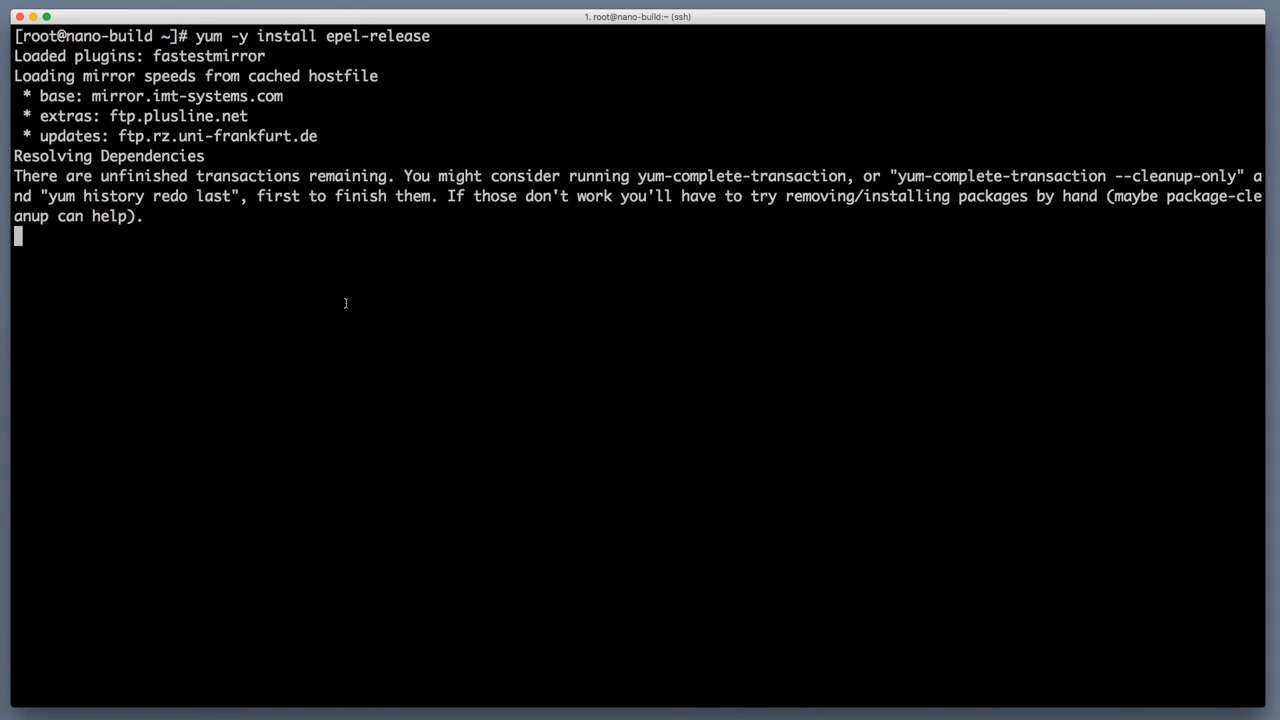 1. root@nano-build:~ (ssh)
[root@nano-build ~]# yum -y install epel-release
Loaded plugins: fastestmirror
Loading mirror speeds from cached hostfile
 * base: mirror.imt-systems.com
 * extras: ftp.plusline.net
 * updates: ftp.rz.uni-frankfurt.de
Resolving Dependencies
There are unfinished transactions remaining. You might consider running yum-complete-transaction, or "yum-complete-transaction --cleanup-only" a
nd "yum history redo last", first to finish them. If those don't work you'll have to try removing/installing packages by hand (maybe package-cle
anup can help).